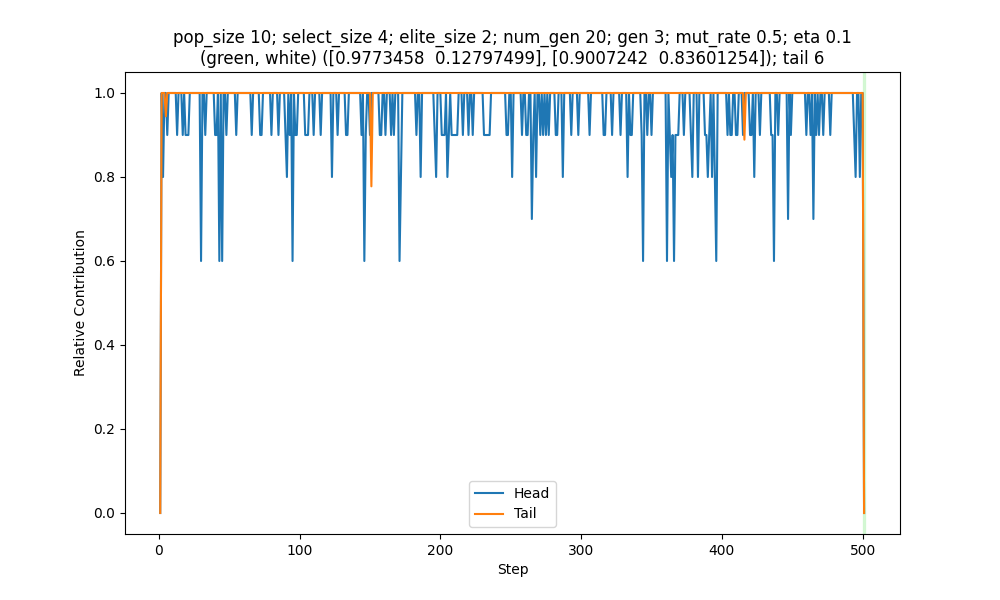 pop_size 10; select_size 4; elite_size 2; num_gen 20; gen 3; mut_rate 0.5; eta 0.1
(green, white) ([0.9773458  0.12797499], [0.9007242  0.83601254]); tail 6
1.0
0.8
0.6
0.4
0.2
0.0
Relative Contribution
Head
Tail
0
100
200
300
400
500
Step